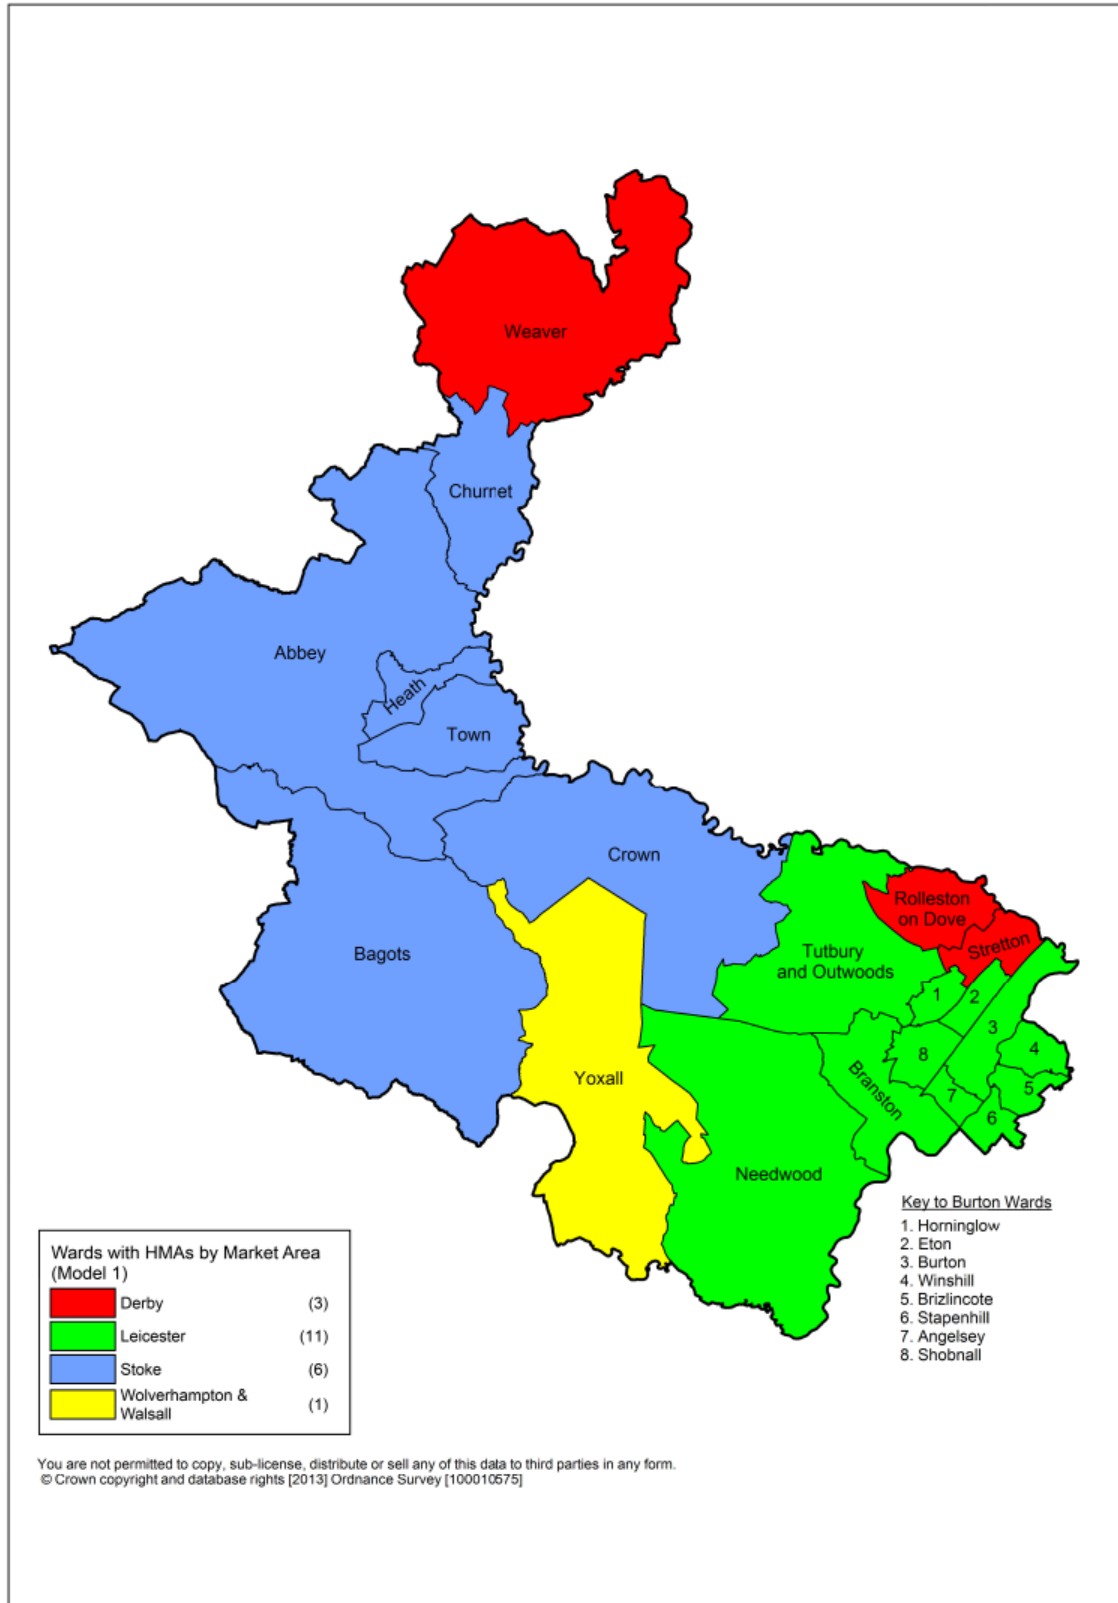 Weaver
Churnet
Abbey
Heath
Town
Crown
Rolleston
on Dove
Stretton
Bagots
Tutbury
and Outwoods
1
2
3
4
5
6
7
8
Branston
Yoxall
Needwood
Key to Burton Wards
1. Horninglow
2. Eton
3. Burton
4. Winshill
5. Brizlincote
6. Stapenhill
7. Angelsey
8. Shobnall
Wards with HMAs by Market Area
(Model 1)
Derby (3)
Leicester (11)
Stoke (6)
Wolverhampton &
Walsall (1)
You are not permitted to copy, sub-license, distribute or sell any of this data to third parties in any form.
© Crown copyright and database rights [2013] Ordnance Survey [100010575]